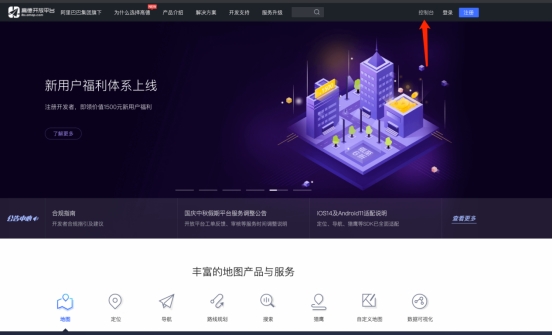 高德开放平台
lbs.amap.com
阿里巴巴集团旗下
为什么选择高德
NEW
产品介绍
解决方案
开发支持
服务升级
控制台
登录
注册
新用户福利体系上线
注册开发者，即领价值1500元新用户福利
了解更多
公告中心
合规指南
开发者合规指引及建议
国庆中秋假期平台服务调整公告
开放平台工单反馈、审核等服务时间调整说明
iOS14及Android11适配说明
定位、导航、猎鹰等SDK已全面适配
查看更多
丰富的地图产品与服务
地图
定位
导航
路线规划
搜索
猎鹰
自定义地图
数据可视化